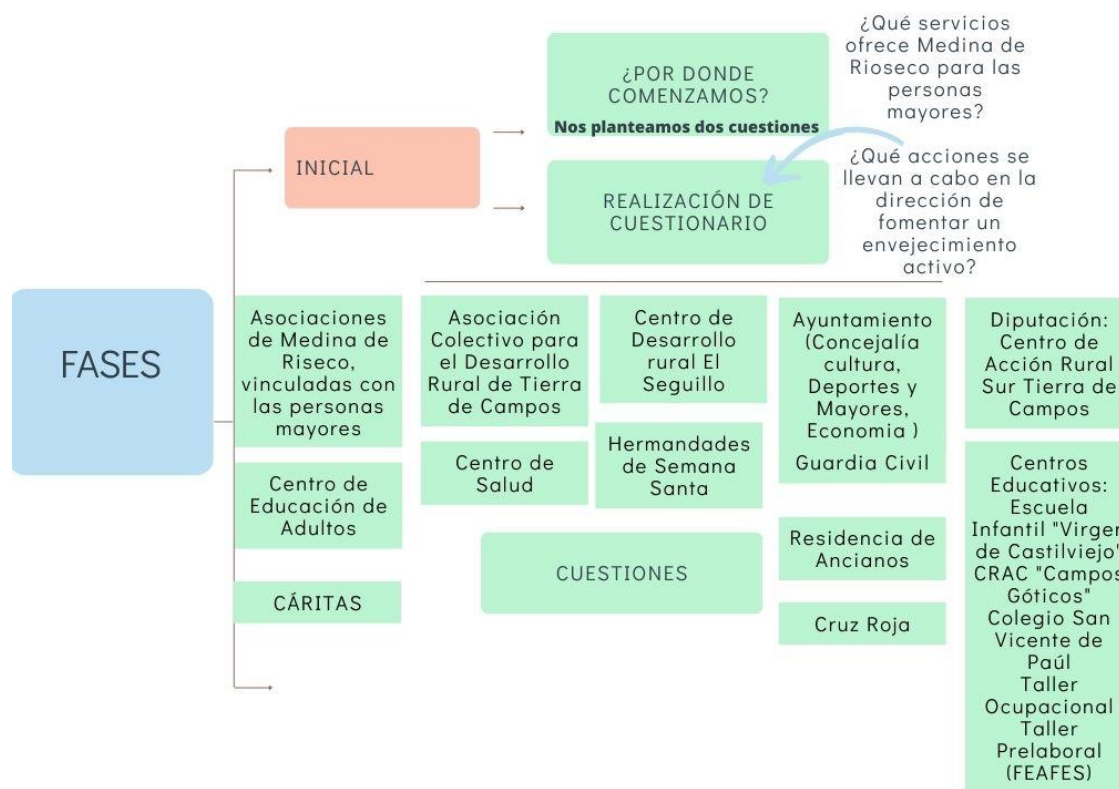 ¿POR DONDE
COMENZAMOS?
Nos planteamos dos cuestiones
¿Qué servicios
ofrece Medina de
Rioseco para las
personas
mayores?
INICIAL
REALIZACIÓN DE
CUESTIONARIO
¿Qué acciones se
llevan a cabo en la
dirección de
fomentar un
envejecimiento
activo?
FASES
Asociaciones
de Medina de
Riseco,
vinculadas con
las personas
mayores
Centro de
Educación de
Adultos
CÁRITAS
Asociación
Colectivo para
el Desarrollo
Rural de Tierra
de Campos
Centro de
Salud
Centro de
Desarrollo
rural El
Seguillo
Hermandades
de Semana
Santa
CUESTIONES
Ayuntamiento
(Concejalía
cultura,
Deportes y
Mayores,
Economia )
Guardia Civil
Residencia de
Ancianos
Cruz Roja
Diputación:
Centro de
Acción Rural
Sur Tierra de
Campos
Centros
Educativos:
Escuela
Infantil "Virgen
de Castilviejo"
CRAC "Campos
Góticos"
Colegio San
Vicente de
Paúl
Taller
Ocupacional
Taller
Prelaboral
(FEAFES)